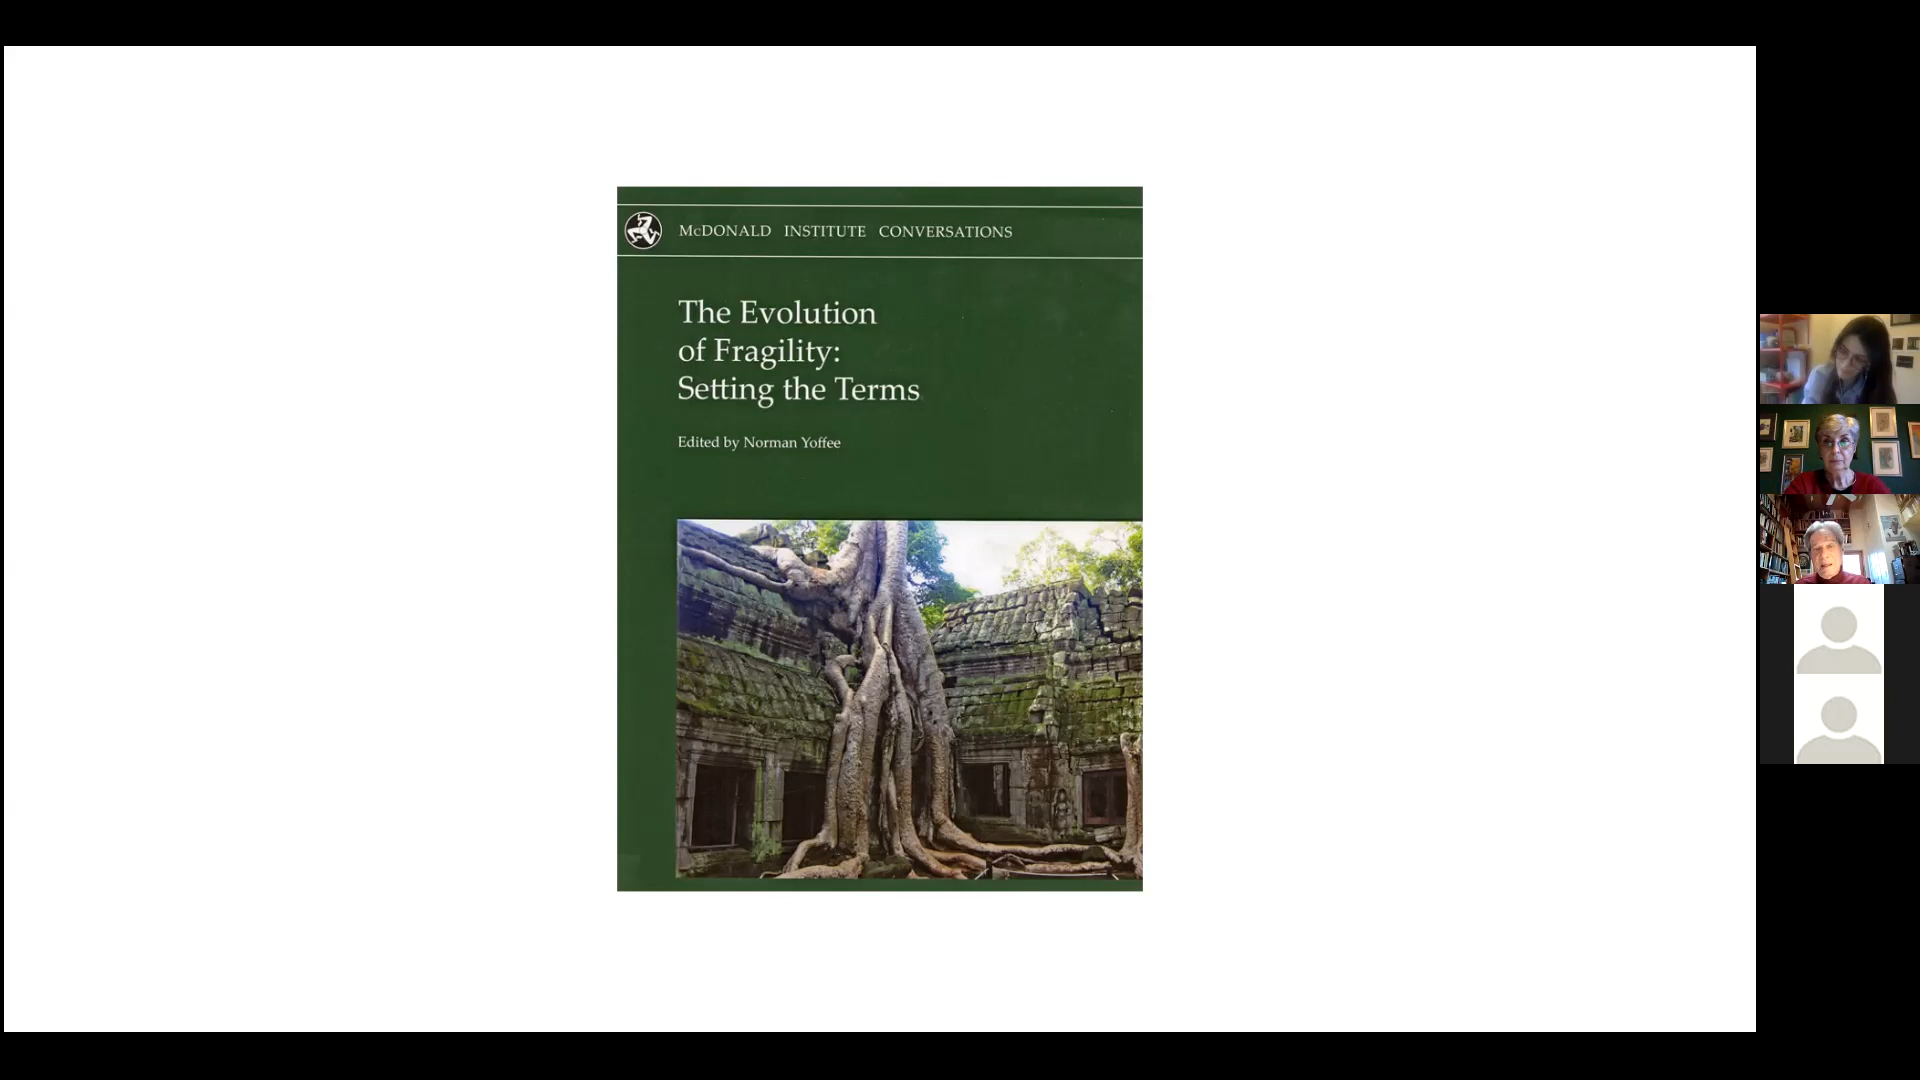 McDONALD INSTITUTE CONVERSATIONS
The Evolution
of Fragility:
Setting the Terms
Edited by Norman Yoffee